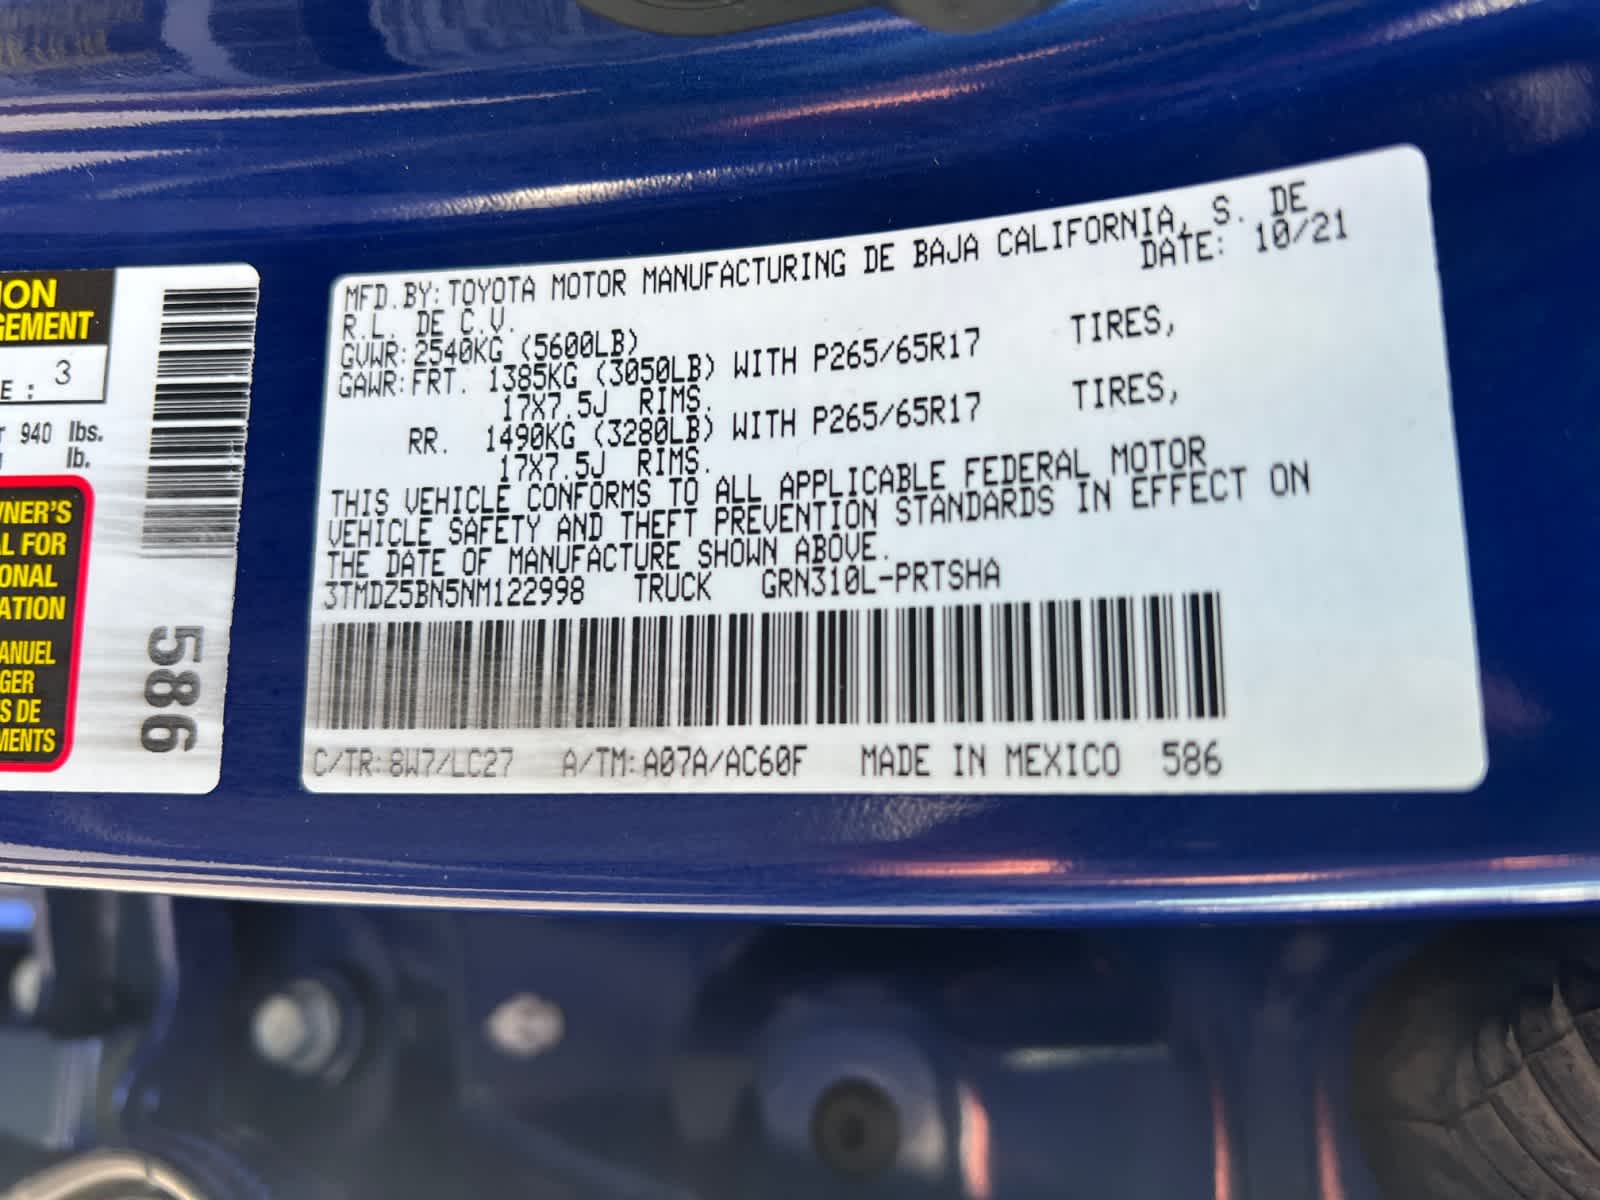 ION
GEMENT
E : 3
940 lbs.
lb.
WNER'S
L FOR
ONAL
ATION
ANUEL
GER
S DE
MENTS
586
MFD.BY:TOYOTA MOTOR MANUFACTURING DE BAJA CALIFORNIA, S. DE
R.L. DE C.V. DATE: 10/21
GVWR:2540KG (5600LB)
GAWR:FRT. 1385KG (3050LB) WITH P265/65R17 TIRES,
17X7.5J RIMS.
RR. 1490KG (3280LB) WITH P265/65R17 TIRES,
17X7.5J RIMS.
THIS VEHICLE CONFORMS TO ALL APPLICABLE FEDERAL MOTOR
VEHICLE SAFETY AND THEFT PREVENTION STANDARDS IN EFFECT ON
THE DATE OF MANUFACTURE SHOWN ABOVE.
3TMDZ5BN5NM122998 TRUCK GRN310L-PRTSHA
C/TR:8W7/LC27 A/TM:A07A/AC60F MADE IN MEXICO 586